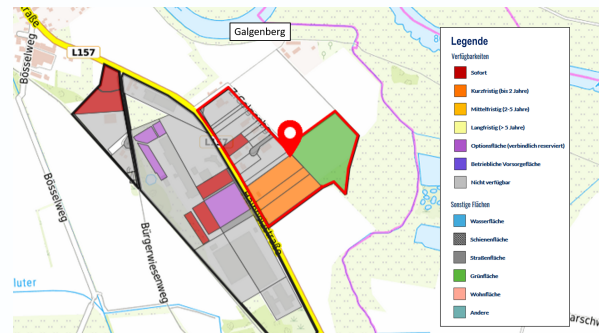 Galgenberg
L157
Bösselweg
Bösselweg
Bürgerwiesenweg
Legende
Verfügbarkeiten
Sofort
Kurzfristig (bis 2 Jahre)
Mittelfristig (2-5 Jahre)
Langfristig (> 5 Jahre)
Optionsfläche (verbindlich reserviert)
Betriebliche Vorsorgefläche
Nicht verfügbar
Sonstige Flächen
Wasserfläche
Schienenfläche
Straßenfläche
Grünfläche
Wohnfläche
Andere